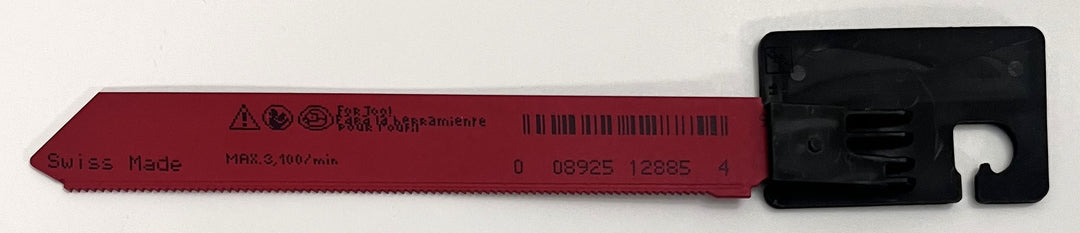 For Tool
Para la herramiente
Pour l'outil
Swiss Made
MAX.3,100/min
0 08925 12885 4